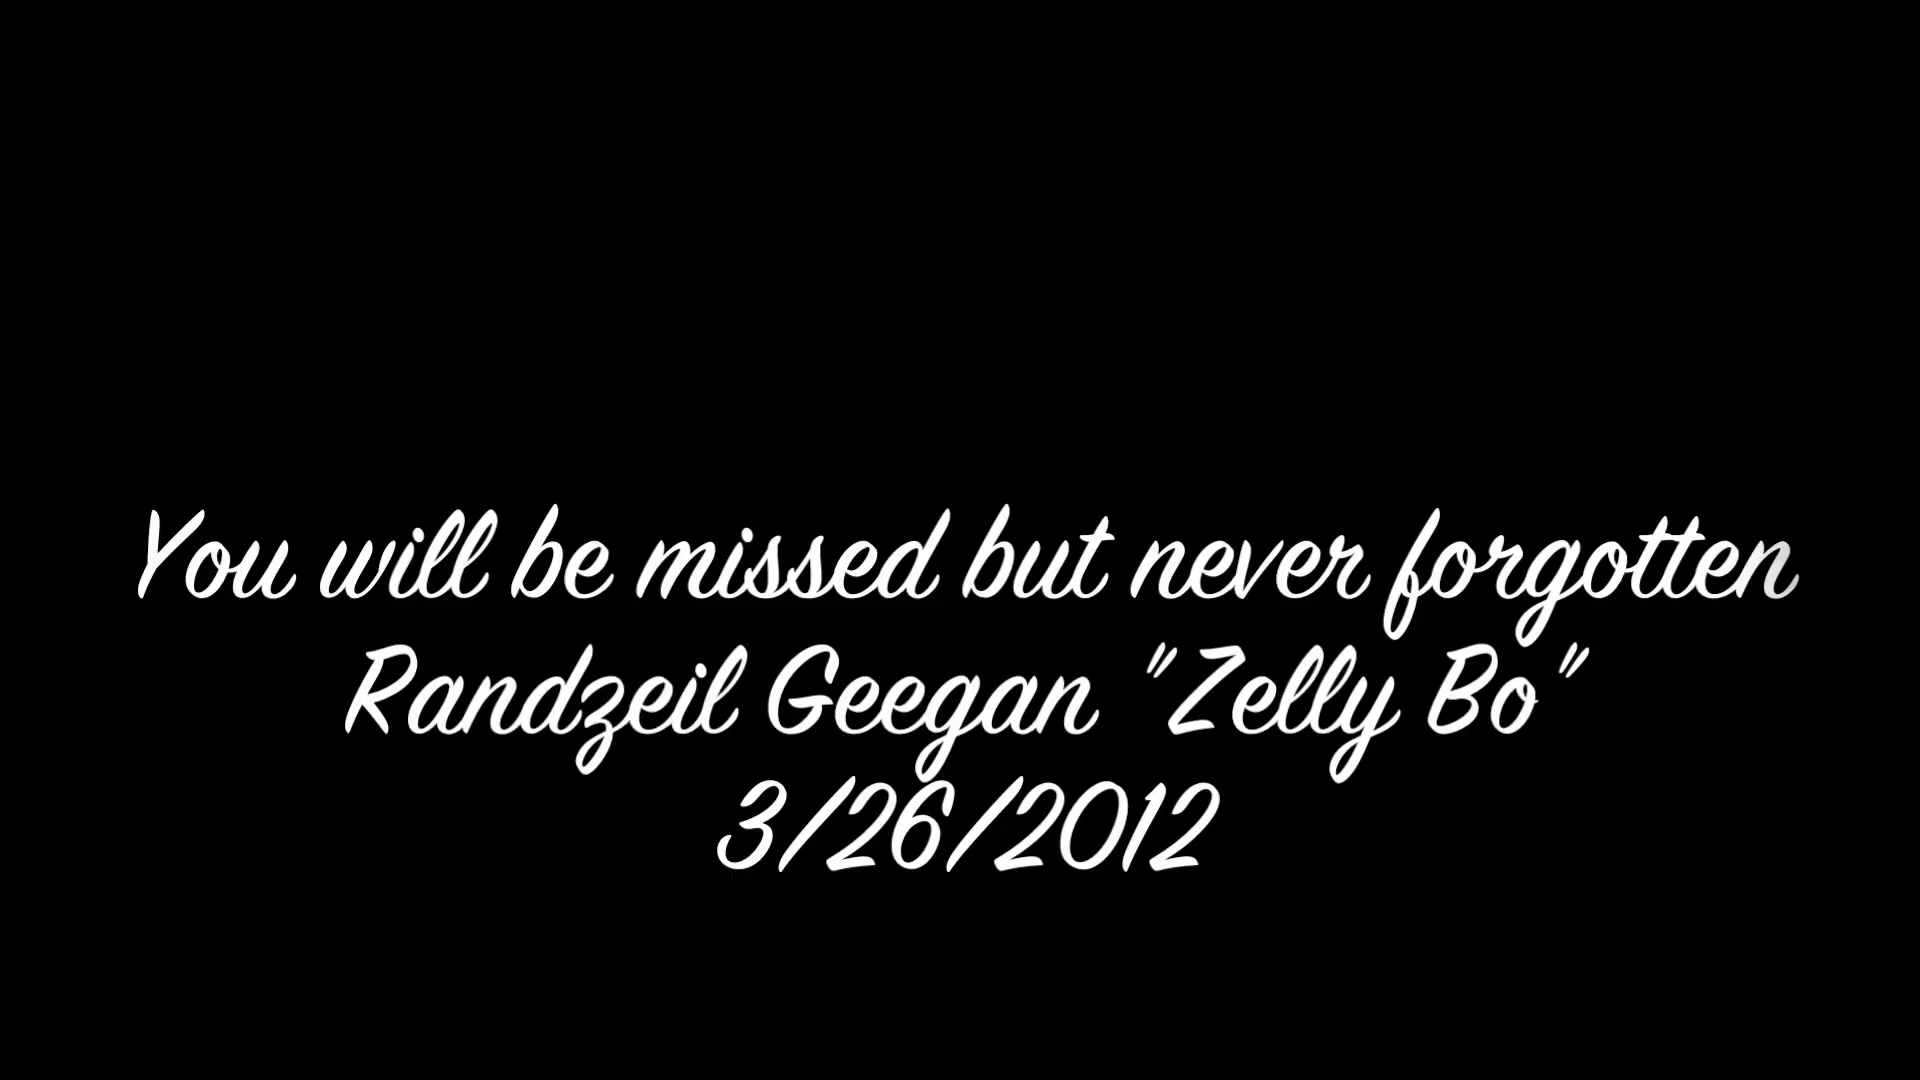 You will be missed but never forgotten
Randzeil Geegan "Zelly Bo"
3/26/2012